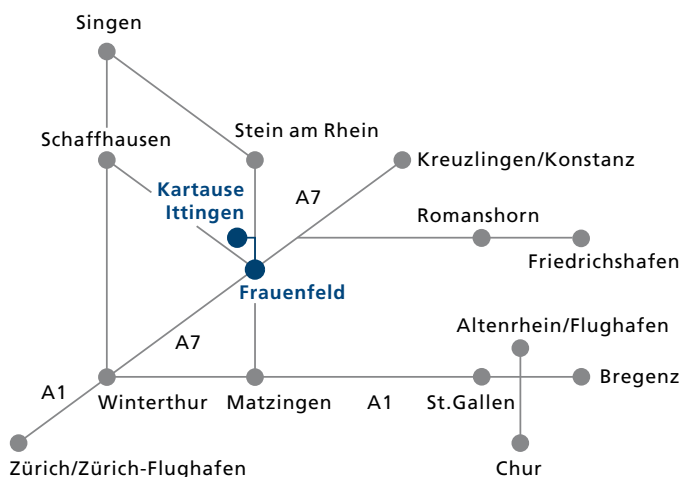 Singen
Schaffhausen
Stein am Rhein
Kreuzlingen/Konstanz
Kartause
Ittingen
A7
Romanshorn
Friedrichshafen
Frauenfeld
Altenrhein/Flughafen
A7
Bregenz
A1
Winterthur
Matzingen
A1
St.Gallen
Zürich/Zürich-Flughafen
Chur